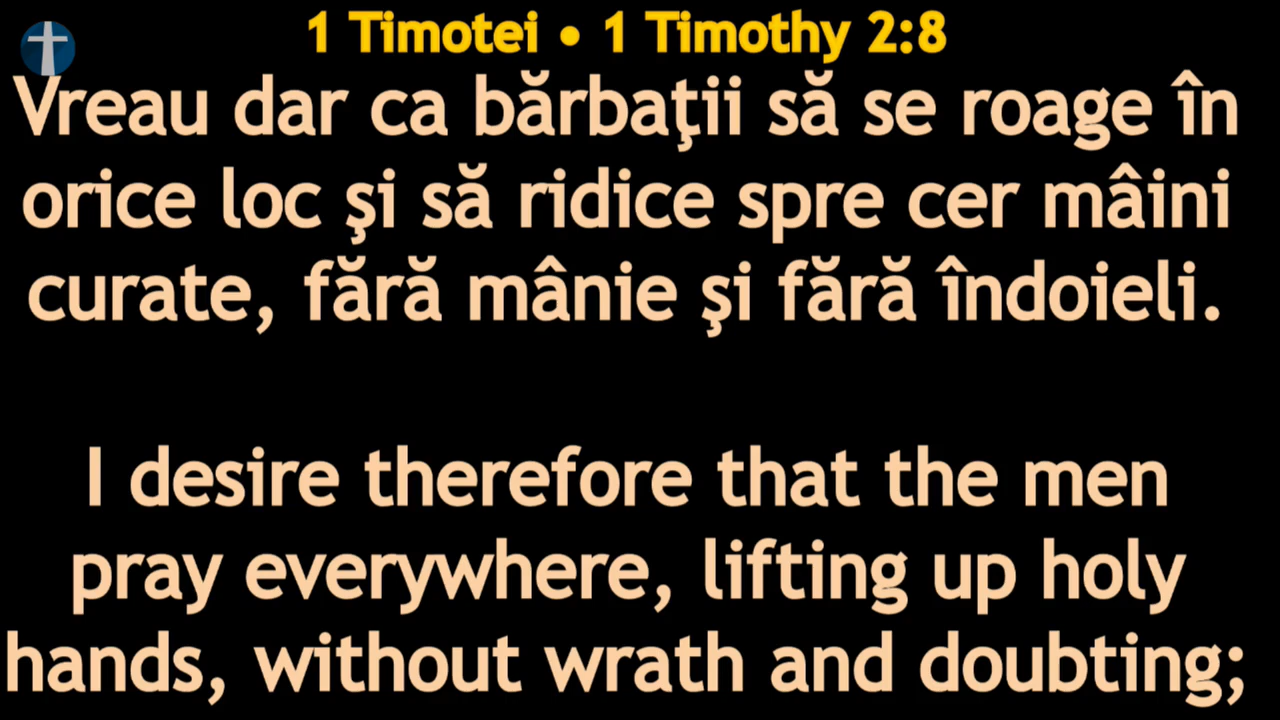 1 Timotei • 1 Timothy 2:8
Vreau dar ca bărbaţii să se roage în
orice loc şi să ridice spre cer mâini
curate, fără mânie şi fără îndoieli.
I desire therefore that the men
pray everywhere, lifting up holy
hands, without wrath and doubting;